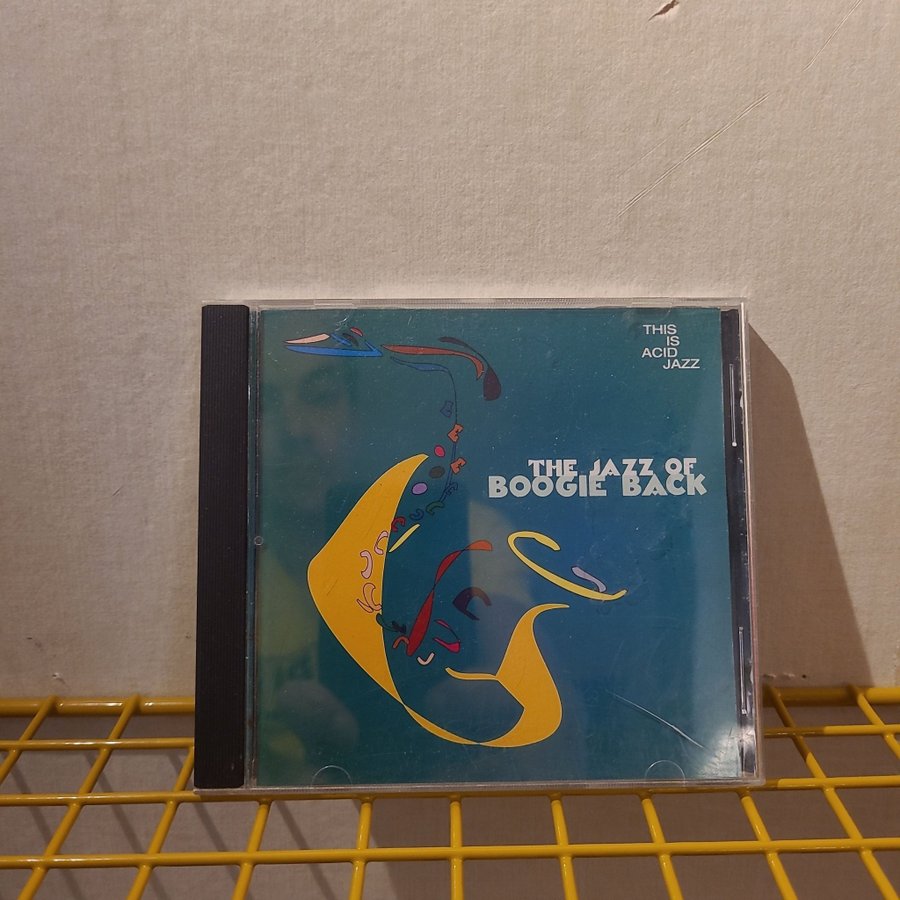 THIS
IS
ACID
JAZZ
THE JAZZ OF
BOOGIE BACK